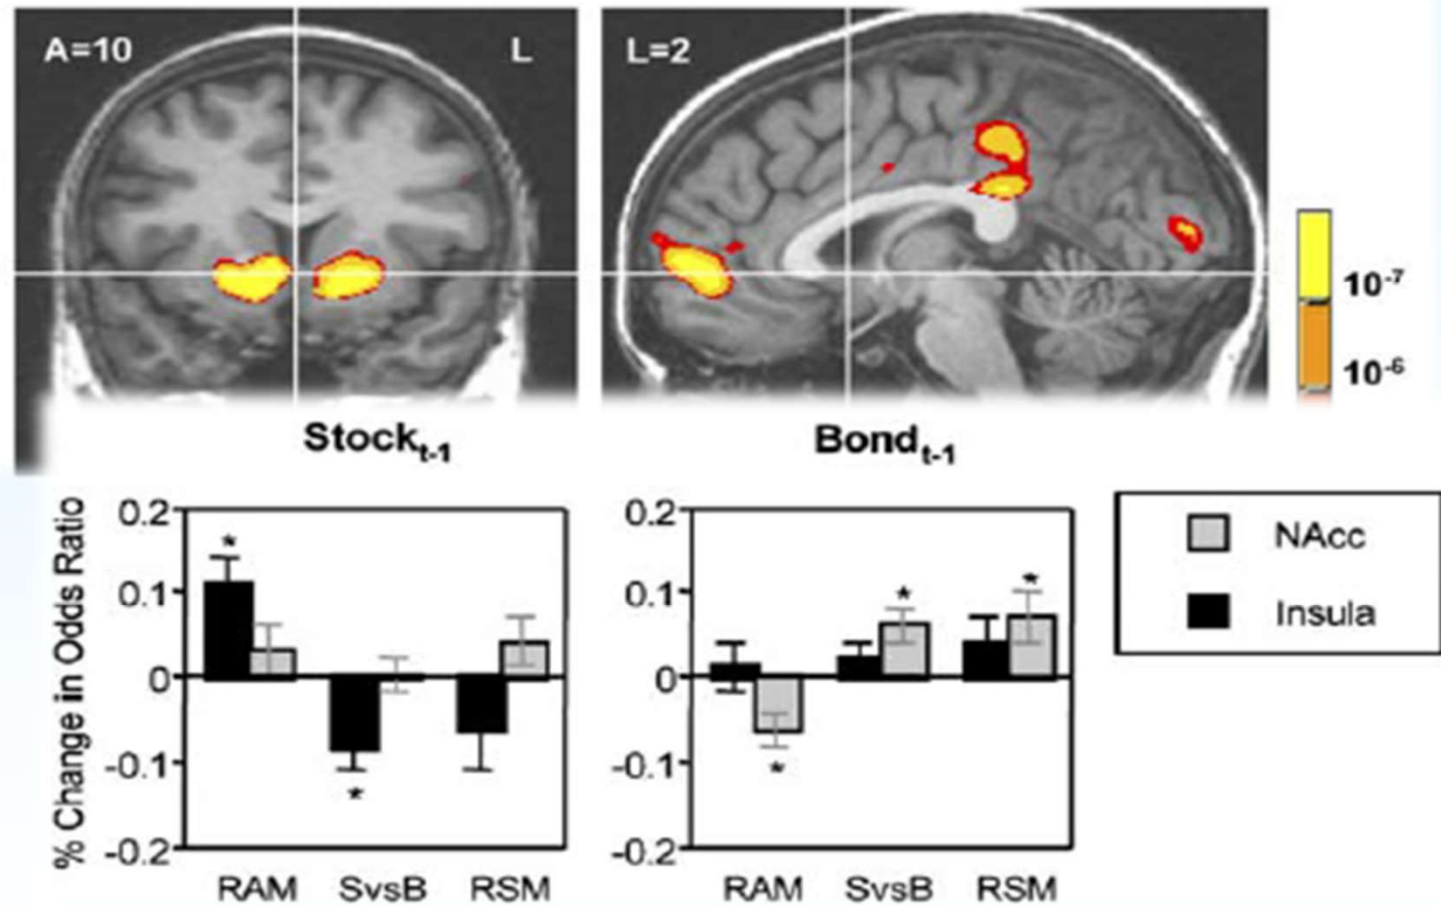 A=10
L
L=2
10-7
10-6
Stock t-1
Bond t-1
% Change in Odds Ratio
0.2
0.1
0
-0.1
-0.2
*
*
RAM SvsB RSM
0.2
0.1
0
-0.1
-0.2
*
*
*
RAM SvsB RSM
NAcc
Insula